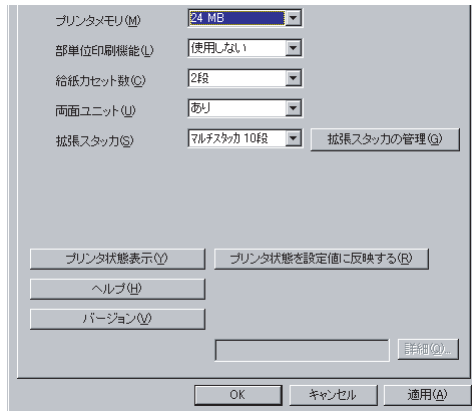 プリンタメモリ(M) 24 MB
部単位印刷機能(L) 使用しない
給紙カセット数(C) 2段
両面ユニット(U) あり
拡張スタッカ(S) マルチスタッカ 10段 拡張スタッカの管理(G)
プリンタ状態表示(Y) プリンタ状態を設定値に反映する(R)
ヘルプ(H)
バージョン(V)
詳細(Q)...
OK キャンセル 適用(A)